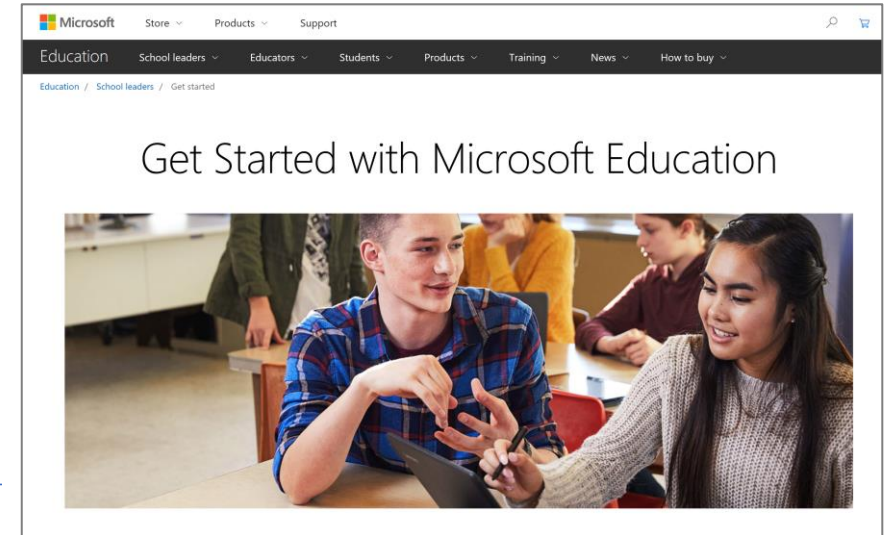 Microsoft Store Products Support
Education School leaders Educators Students Products Training News How to buy
Education / School leaders / Get started
Get Started with Microsoft Education